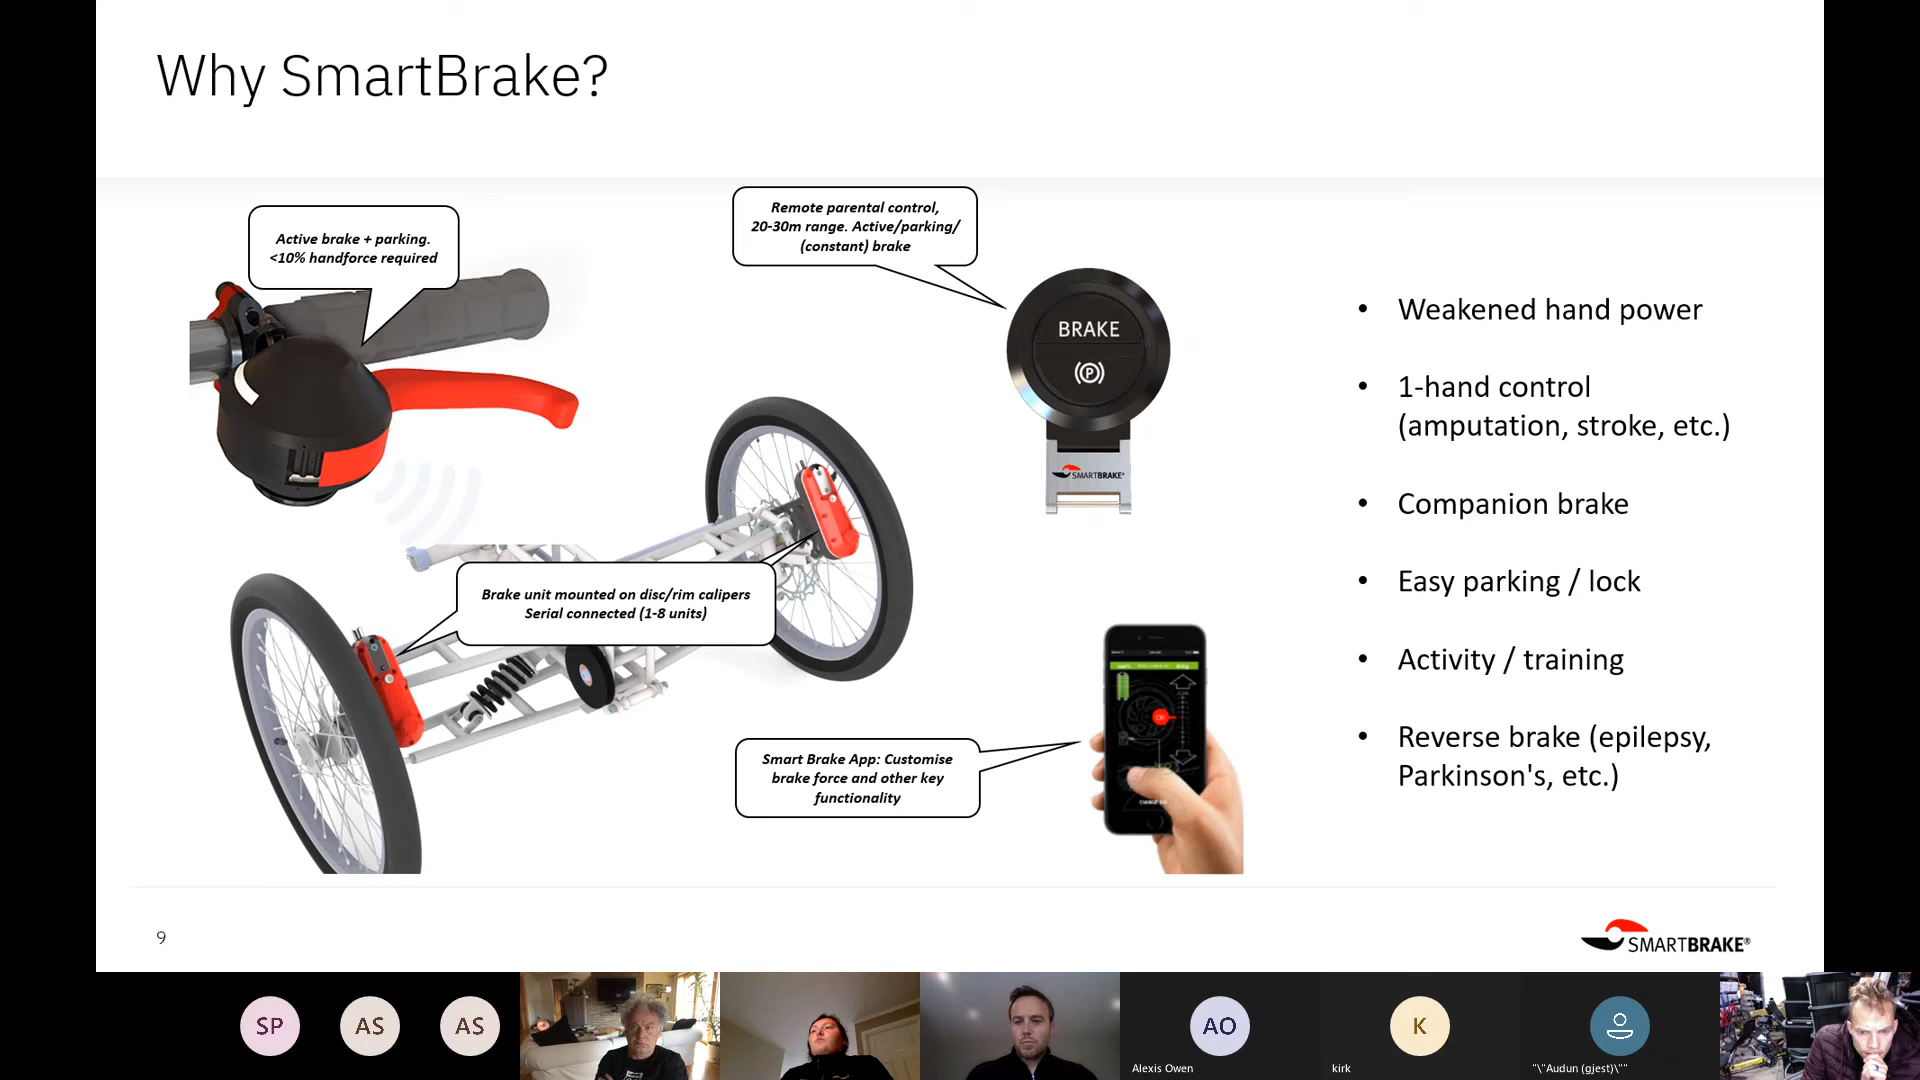 Why SmartBrake?
Active brake + parking.
<10% handforce required
Remote parental control,
20-30m range. Active/parking/
(constant) brake
BRAKE
P
SMARTBRAKE®
Brake unit mounted on disc/rim calipers
Serial connected (1-8 units)
Smart Brake App: Customise
brake force and other key
functionality
• Weakened hand power
• 1-hand control
(amputation, stroke, etc.)
• Companion brake
• Easy parking / lock
• Activity / training
• Reverse brake (epilepsy,
Parkinson's, etc.)
9
SMARTBRAKE®
SP
AS
AS
AO
K
Alexis Owen
kirk
"\"Audun (gjest)\""